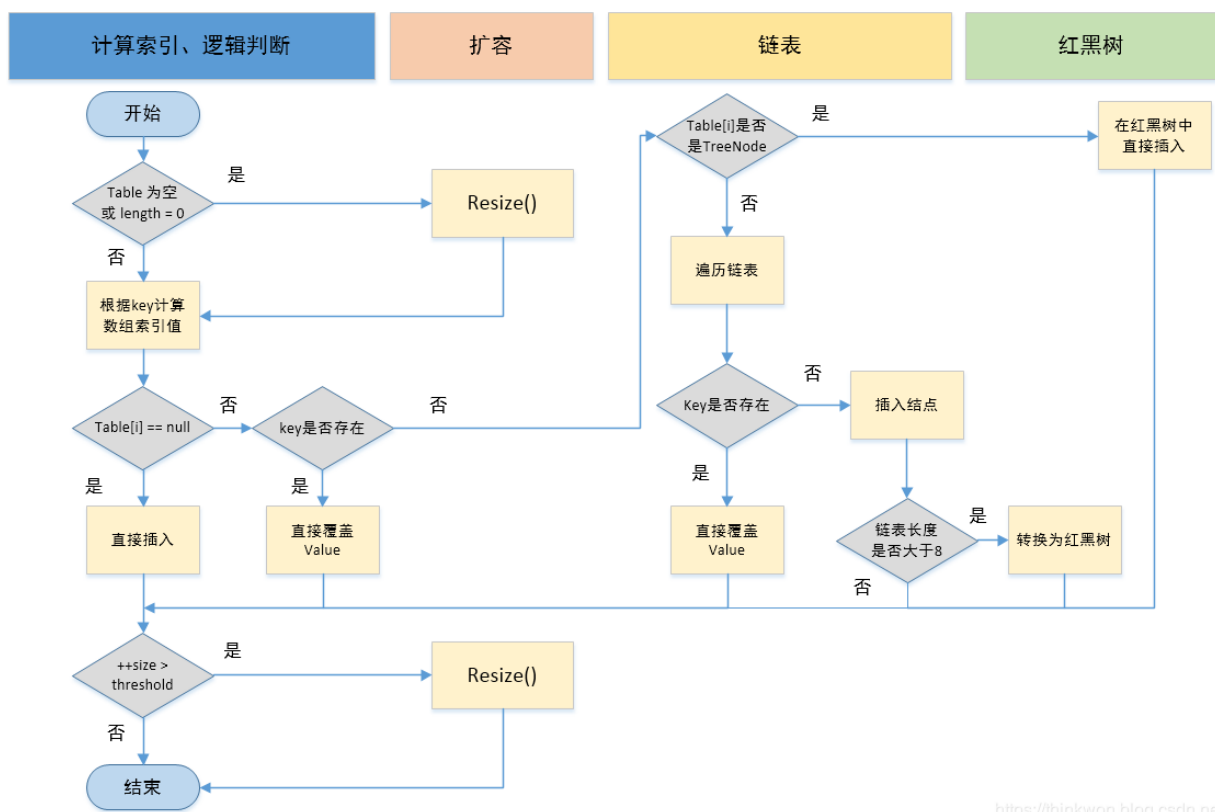 计算索引、逻辑判断
扩容
链表
红黑树
开始
Table 为空
或 length = 0
是
Resize()
否
根据key计算
数组索引值
Table[i] == null
否
key是否存在
否
是
直接插入
是
直接覆盖
Value
++size >
threshold
是
Resize()
否
结束
Table[i]是否
是TreeNode
是
在红黑树中
直接插入
否
遍历链表
Key是否存在
否
插入结点
是
直接覆盖
Value
链表长度
是否大于8
是
转换为红黑树
否